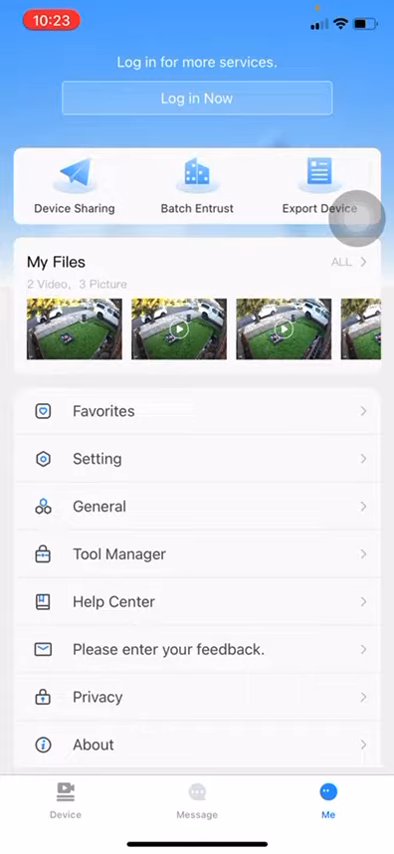 10:23
Log in for more services.
Log in Now
Device Sharing
Batch Entrust
Export Device
My Files
ALL
2 Video, 3 Picture
Favorites
Setting
General
Tool Manager
Help Center
Please enter your feedback.
Privacy
About
Device
Message
Me